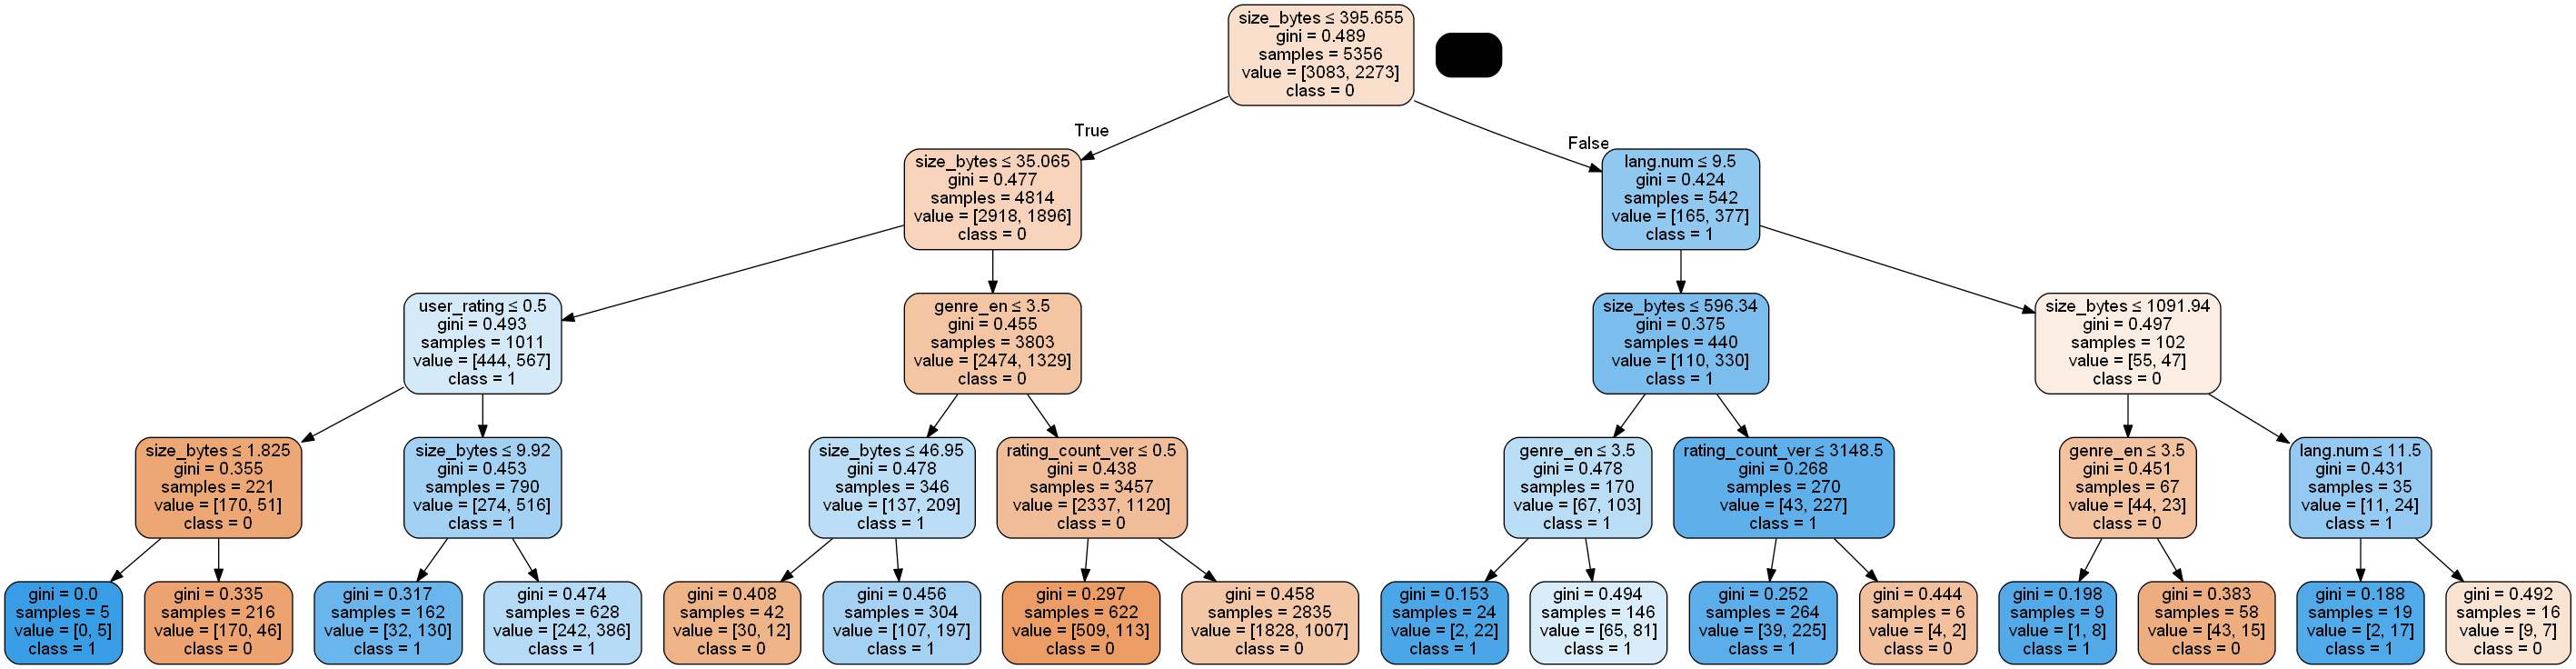 size_bytes ≤ 395.655
gini = 0.489
samples = 5356
value = [3083, 2273]
class = 0
True
False
size_bytes ≤ 35.065
gini = 0.477
samples = 4814
value = [2918, 1896]
class = 0
lang.num ≤ 9.5
gini = 0.424
samples = 542
value = [165, 377]
class = 1
user_rating ≤ 0.5
gini = 0.493
samples = 1011
value = [444, 567]
class = 1
genre_en ≤ 3.5
gini = 0.455
samples = 3803
value = [2474, 1329]
class = 0
size_bytes ≤ 596.34
gini = 0.375
samples = 440
value = [110, 330]
class = 1
size_bytes ≤ 1091.94
gini = 0.497
samples = 102
value = [55, 47]
class = 0
size_bytes ≤ 1.825
gini = 0.355
samples = 221
value = [170, 51]
class = 0
size_bytes ≤ 9.92
gini = 0.453
samples = 790
value = [274, 516]
class = 1
size_bytes ≤ 46.95
gini = 0.478
samples = 346
value = [137, 209]
class = 1
rating_count_ver ≤ 0.5
gini = 0.438
samples = 3457
value = [2337, 1120]
class = 0
genre_en ≤ 3.5
gini = 0.478
samples = 170
value = [67, 103]
class = 1
rating_count_ver ≤ 3148.5
gini = 0.268
samples = 270
value = [43, 227]
class = 1
genre_en ≤ 3.5
gini = 0.451
samples = 67
value = [44, 23]
class = 0
lang.num ≤ 11.5
gini = 0.431
samples = 35
value = [11, 24]
class = 1
gini = 0.0
samples = 5
value = [0, 5]
class = 1
gini = 0.335
samples = 216
value = [170, 46]
class = 0
gini = 0.317
samples = 162
value = [32, 130]
class = 1
gini = 0.474
samples = 628
value = [242, 386]
class = 1
gini = 0.408
samples = 42
value = [30, 12]
class = 0
gini = 0.456
samples = 304
value = [107, 197]
class = 1
gini = 0.297
samples = 622
value = [509, 113]
class = 0
gini = 0.458
samples = 2835
value = [1828, 1007]
class = 0
gini = 0.153
samples = 24
value = [2, 22]
class = 1
gini = 0.494
samples = 146
value = [65, 81]
class = 1
gini = 0.252
samples = 264
value = [39, 225]
class = 1
gini = 0.444
samples = 6
value = [4, 2]
class = 0
gini = 0.198
samples = 9
value = [1, 8]
class = 1
gini = 0.383
samples = 58
value = [43, 15]
class = 0
gini = 0.188
samples = 19
value = [2, 17]
class = 1
gini = 0.492
samples = 16
value = [9, 7]
class = 0